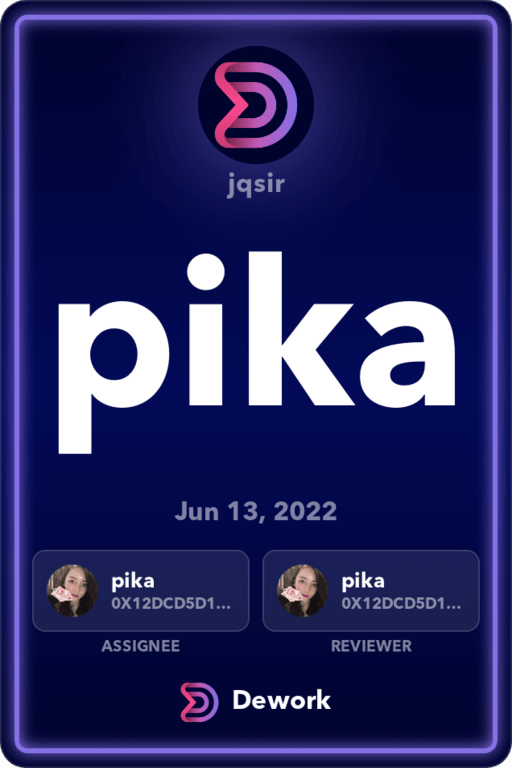 jqsir
pika
Jun 13, 2022
pika
0X12DCD5D1...
ASSIGNEE
pika
0X12DCD5D1...
REVIEWER
Dework